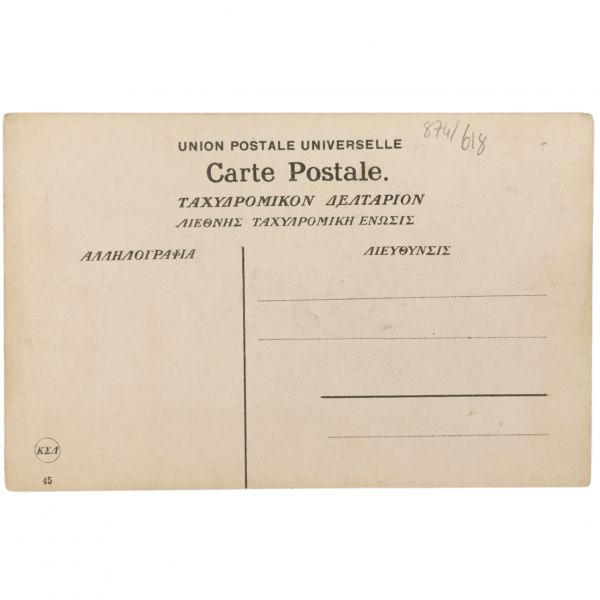 874/618
UNION POSTALE UNIVERSELLE
Carte Postale.
ΤΑΧΥΔΡΟΜΙΚΟΝ ΔΕΛΤΑΡΙΟΝ
ΔΙΕΘΝΗΣ ΤΑΧΥΔΡΟΜΙΚΗ ΕΝΩΣΙΣ
ΑΛΛΗΛΟΓΡΑΦΙΑ
ΔΙΕΥΘΥΝΣΙΣ
ΚΣΛ
45